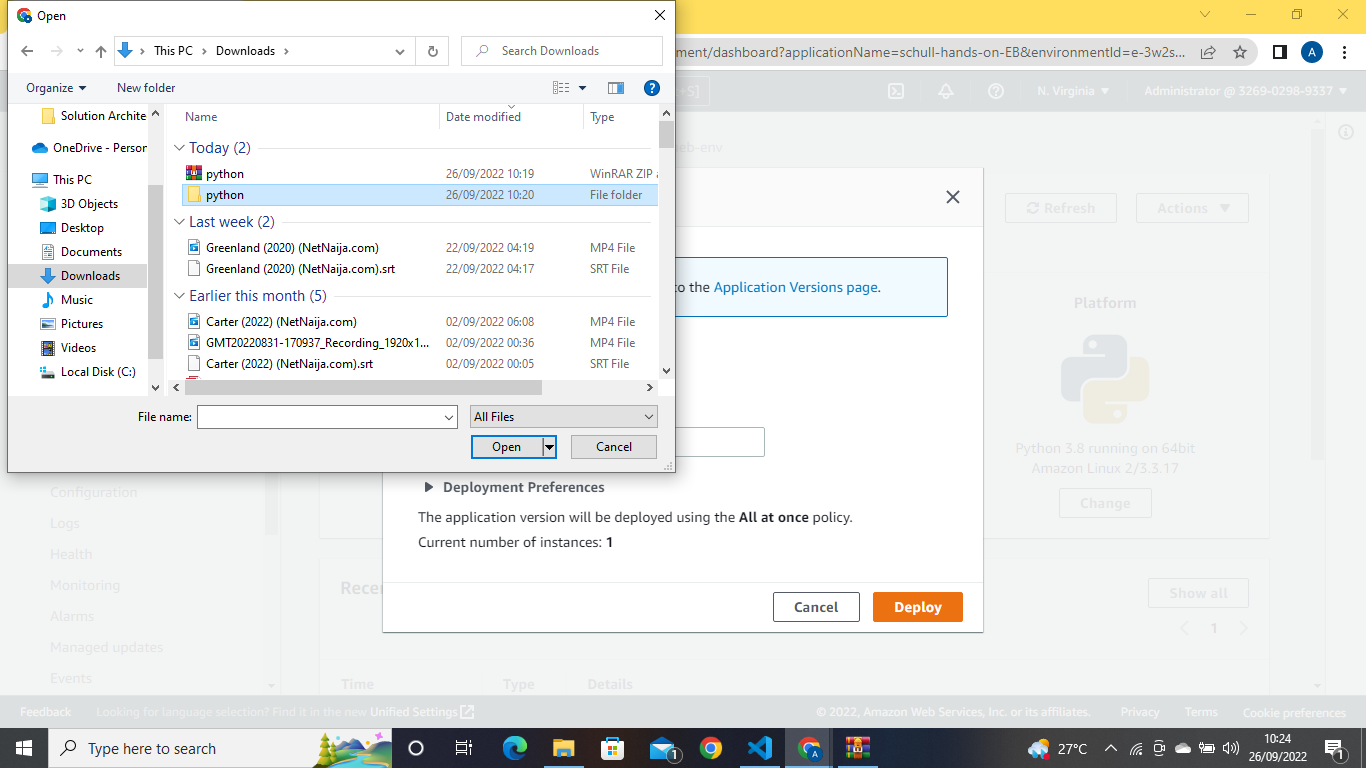 Open
This PC
Downloads
Search Downloads
ment/dashboard?applicationName=schull-hands-on-EB&environmentId=e-3w2s...
A
Organize
New folder
N. Virginia
Administrator @ 3269-0298-9337
Solution Archite
OneDrive - Person
This PC
3D Objects
Desktop
Documents
Downloads
Music
Pictures
Videos
Local Disk (C:)
Name
Date modified
Type
Today (2)
python
26/09/2022 10:19
WinRAR ZIP a
python
26/09/2022 10:20
File folder
Last week (2)
Greenland (2020) (NetNaija.com)
22/09/2022 04:19
MP4 File
Greenland (2020) (NetNaija.com).srt
22/09/2022 04:17
SRT File
Earlier this month (5)
Carter (2022) (NetNaija.com)
02/09/2022 06:08
MP4 File
GMT20220831-170937_Recording_1920x1...
02/09/2022 00:36
MP4 File
Carter (2022) (NetNaija.com).srt
02/09/2022 00:05
SRT File
File name:
All Files
Open
Cancel
eb-env
Refresh
Actions
to the Application Versions page.
Platform
Python 3.8 running on 64bit
Amazon Linux 2/3.3.17
Change
Deployment Preferences
The application version will be deployed using the All at once policy.
Current number of instances: 1
Cancel
Deploy
Configuration
Logs
Health
Monitoring
Alarms
Managed updates
Events
Recen
Show all
1
Time
Type
Details
Feedback
Looking for language selection? Find it in the new Unified Settings
© 2022, Amazon Web Services, Inc. or its affiliates.
Privacy
Terms
Cookie preferences
Type here to search
1
A
27°C
10:24
26/09/2022
1